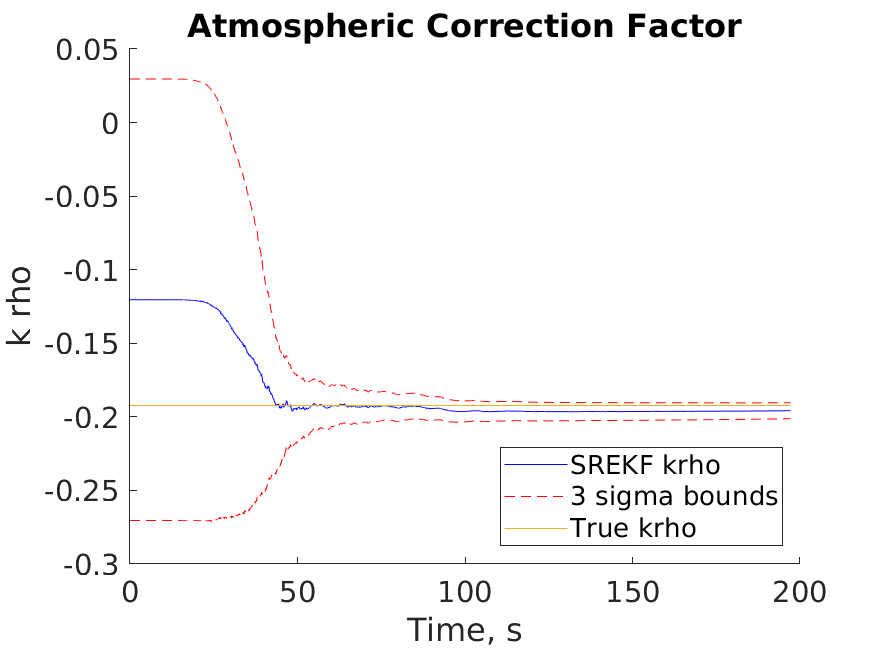 Atmospheric Correction Factor
0.05
0
-0.05
-0.1
-0.15
-0.2
-0.25
-0.3
k rho
SREKF krho
3 sigma bounds
True krho
0 50 100 150 200
Time, s